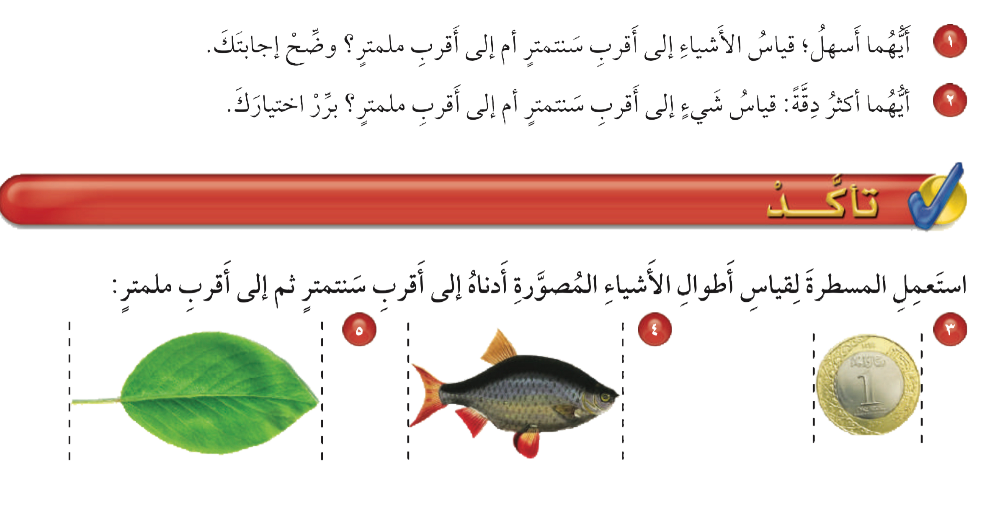 ١ أَيُّهُما أَسهلُ؛ قياسُ الأَشياءِ إلى أَقربِ سَنتمترٍ أم إلى أَقربِ ملمترٍ؟ وضِّحْ إجابتَكَ.
٢ أيُّهُما أكثرُ دِقَّةً: قياسُ شَيءٍ إلى أَقربِ سَنتمترٍ أم إلى أَقربِ ملمترٍ؟ برِّرْ اختيارَكَ.
تأكَّدْ
استَعمِلِ المسطرةَ لِقياسِ أَطوالِ الأَشياءِ المُصوَّرةِ أَدناهُ إلى أَقربِ سَنتمترٍ ثم إلى أَقربِ ملمترٍ:
٣
٤
٥
1